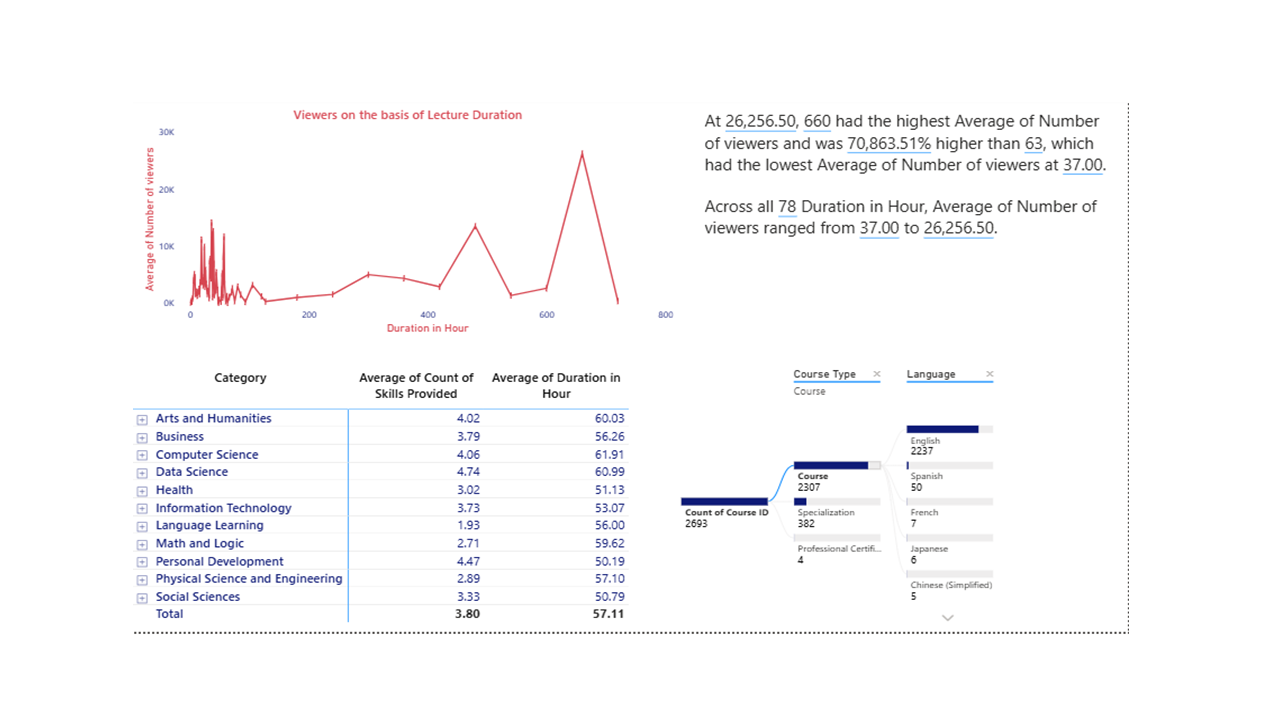 Viewers on the basis of Lecture Duration
Average of Number of viewers
30K
20K
10K
0K
0 200 400 600 800
Duration in Hour
At 26,256.50, 660 had the highest Average of Number
of viewers and was 70,863.51% higher than 63, which
had the lowest Average of Number of viewers at 37.00.
Across all 78 Duration in Hour, Average of Number of
viewers ranged from 37.00 to 26,256.50.
Category Average of Count of Skills Provided Average of Duration in Hour
Arts and Humanities 4.02 60.03
Business 3.79 56.26
Computer Science 4.06 61.91
Data Science 4.74 60.99
Health 3.02 51.13
Information Technology 3.73 53.07
Language Learning 1.93 56.00
Math and Logic 2.71 59.62
Personal Development 4.47 50.19
Physical Science and Engineering 2.89 57.10
Social Sciences 3.33 50.79
Total 3.80 57.11
Course Type × Language ×
Course
Count of Course ID
2693
Course
2307
Specialization
382
Professional Certifi...
4
English
2237
Spanish
50
French
7
Japanese
6
Chinese (Simplified)
5